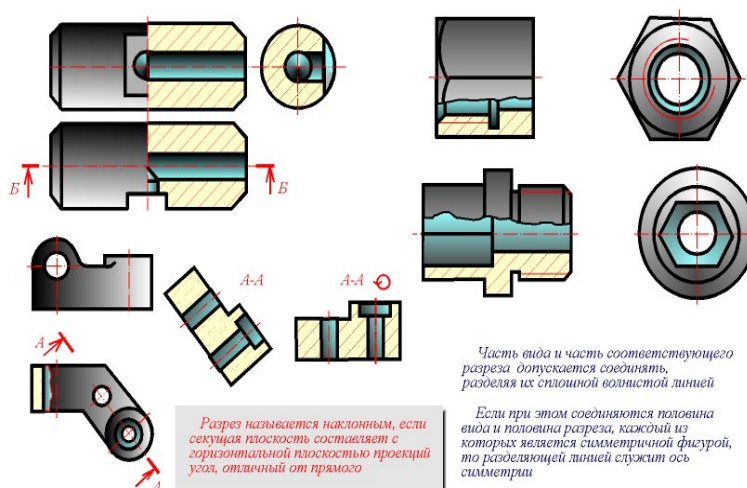 Б
Б
А-А
А-А
А
А
Часть вида и часть соответствующего
разреза допускается соединять,
разделяя их сплошной волнистой линией
Разрез называется наклонным, если
секущая плоскость составляет с
горизонтальной плоскостью проекций
угол, отличный от прямого
Если при этом соединяются половина
вида и половина разреза, каждый из
которых является симметричной фигурой,
то разделяющей линией служит ось
симметрии